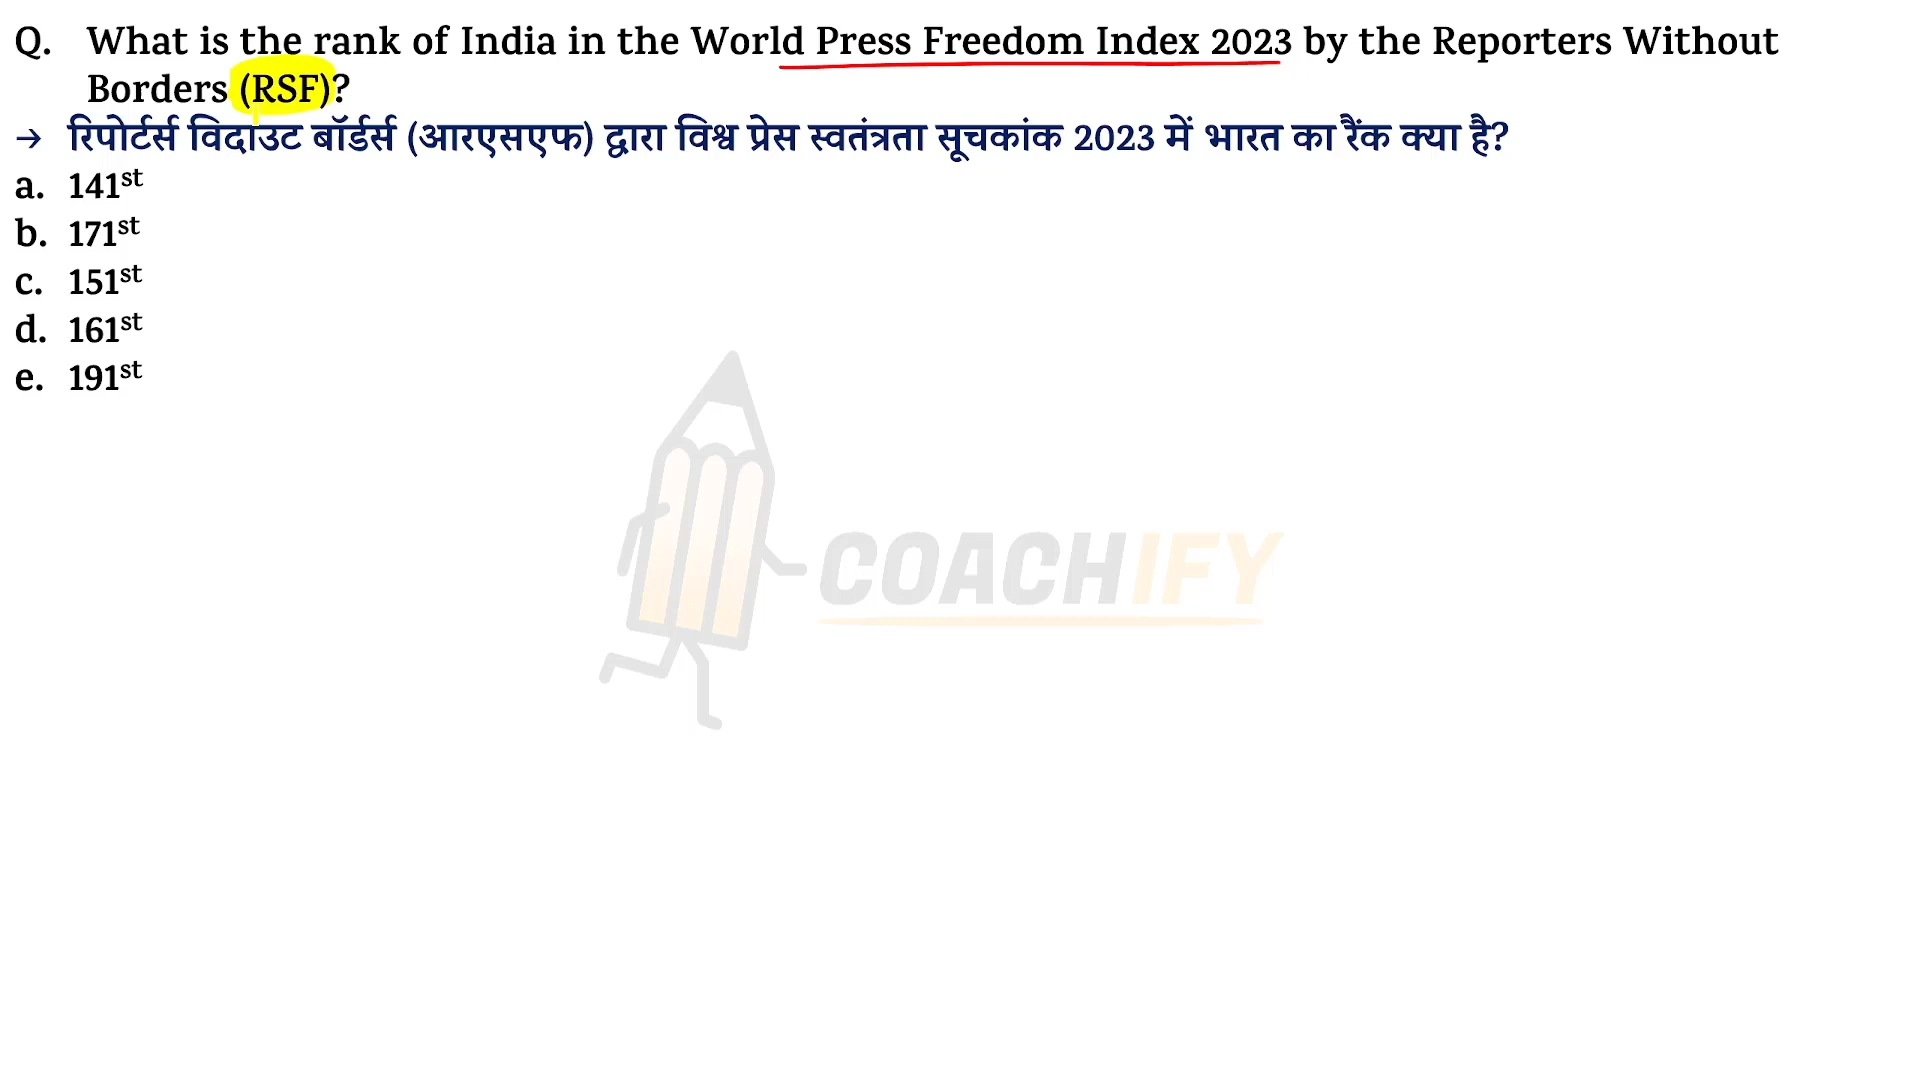 Q. What is the rank of India in the World Press Freedom Index 2023 by the Reporters Without
Borders (RSF)?
→ रिपोर्टर्स विदाउट बॉर्डर्स (आरएसएफ) द्वारा विश्व प्रेस स्वतंत्रता सूचकांक 2023 में भारत का रैंक क्या है?
a. 141st
b. 171st
c. 151st
d. 161st
e. 191st
COACHIFY